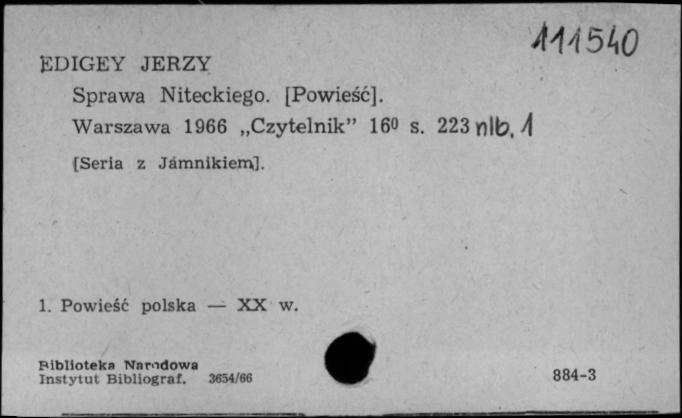 111540
EDIGEY JERZY
Sprawa Niteckiego. [Powieść].
Warszawa 1966 „Czytelnik” 16⁰ s. 223 nlb. 1
[Seria z Jamnikiem].
1. Powieść polska — XX w.
Biblioteka Narodowa
Instytut Bibliograf. 3654/66
884-3